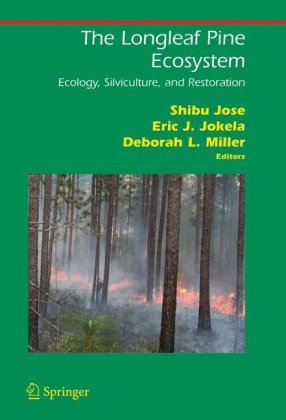 The Longleaf Pine
Ecosystem
Ecology, Silviculture, and Restoration
Shibu Jose
Eric J. Jokela
Deborah L. Miller
Editors
Springer